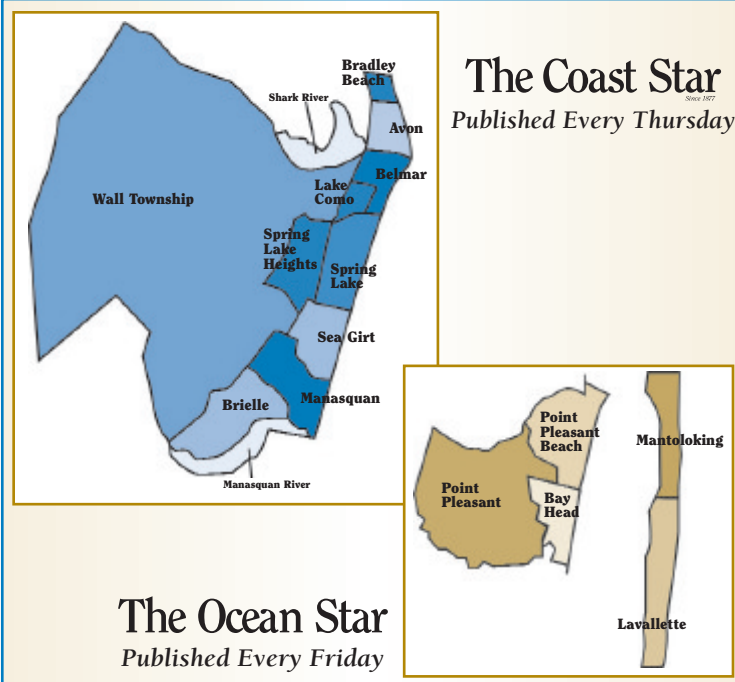 The Coast Star
Since 1877
Published Every Thursday
Bradley
Beach
Shark River
Avon
Belmar
Lake
Como
Wall Township
Spring
Lake
Heights
Spring
Lake
Sea Girt
Manasquan
Brielle
Manasquan River
Point
Pleasant
Beach
Mantoloking
Point
Pleasant
Bay
Head
Lavallette
The Ocean Star
Published Every Friday